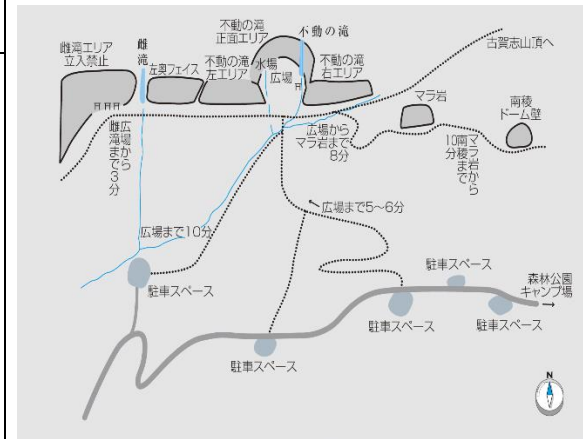 雌滝エリア
立入禁止
雌滝
左奥フェイス
不動の滝
左エリア
不動の滝
正面エリア
水場
広場
不動の滝
不動の滝
右エリア
古賀志山頂へ
マラ岩
南稜
ドーム壁
広場から
雌滝まで3分
広場から
マラ岩まで
8分
マラ岩から
南稜まで
10分
広場まで5〜6分
広場まで10分
駐車スペース
駐車スペース
駐車スペース
駐車スペース
駐車スペース
森林公園
キャンプ場
N